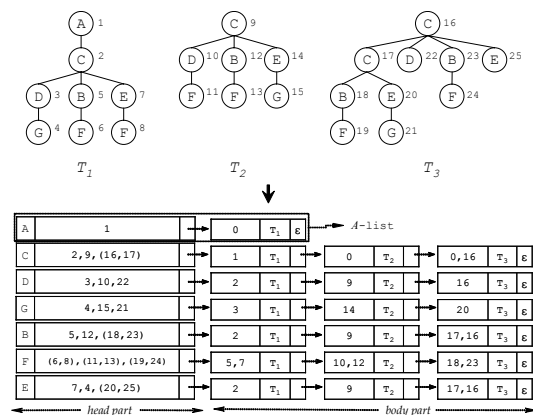 A 1 C 9 C 16
C 2 D 10 B 12 E 14 C 17 D 22 B 23 E 25
D 3 B 5 E 7 F 11 F 13 G 15 B 18 E 20 F 24
G 4 F 6 F 8 F 19 G 21
T1 T2 T3
A 1 0 T1 ε A-list
C 2,9,(16,17) 1 T1 0 T2 0,16 T3 ε
D 3,10,22 2 T1 9 T2 16 T3 ε
G 4,15,21 3 T1 14 T2 20 T3 ε
B 5,12,(18,23) 2 T1 9 T2 17,16 T3 ε
F (6,8),(11,13),(19,24) 5,7 T1 10,12 T2 18,23 T3 ε
E 7,4,(20,25) 2 T1 9 T2 17,16 T3 ε
head part body part